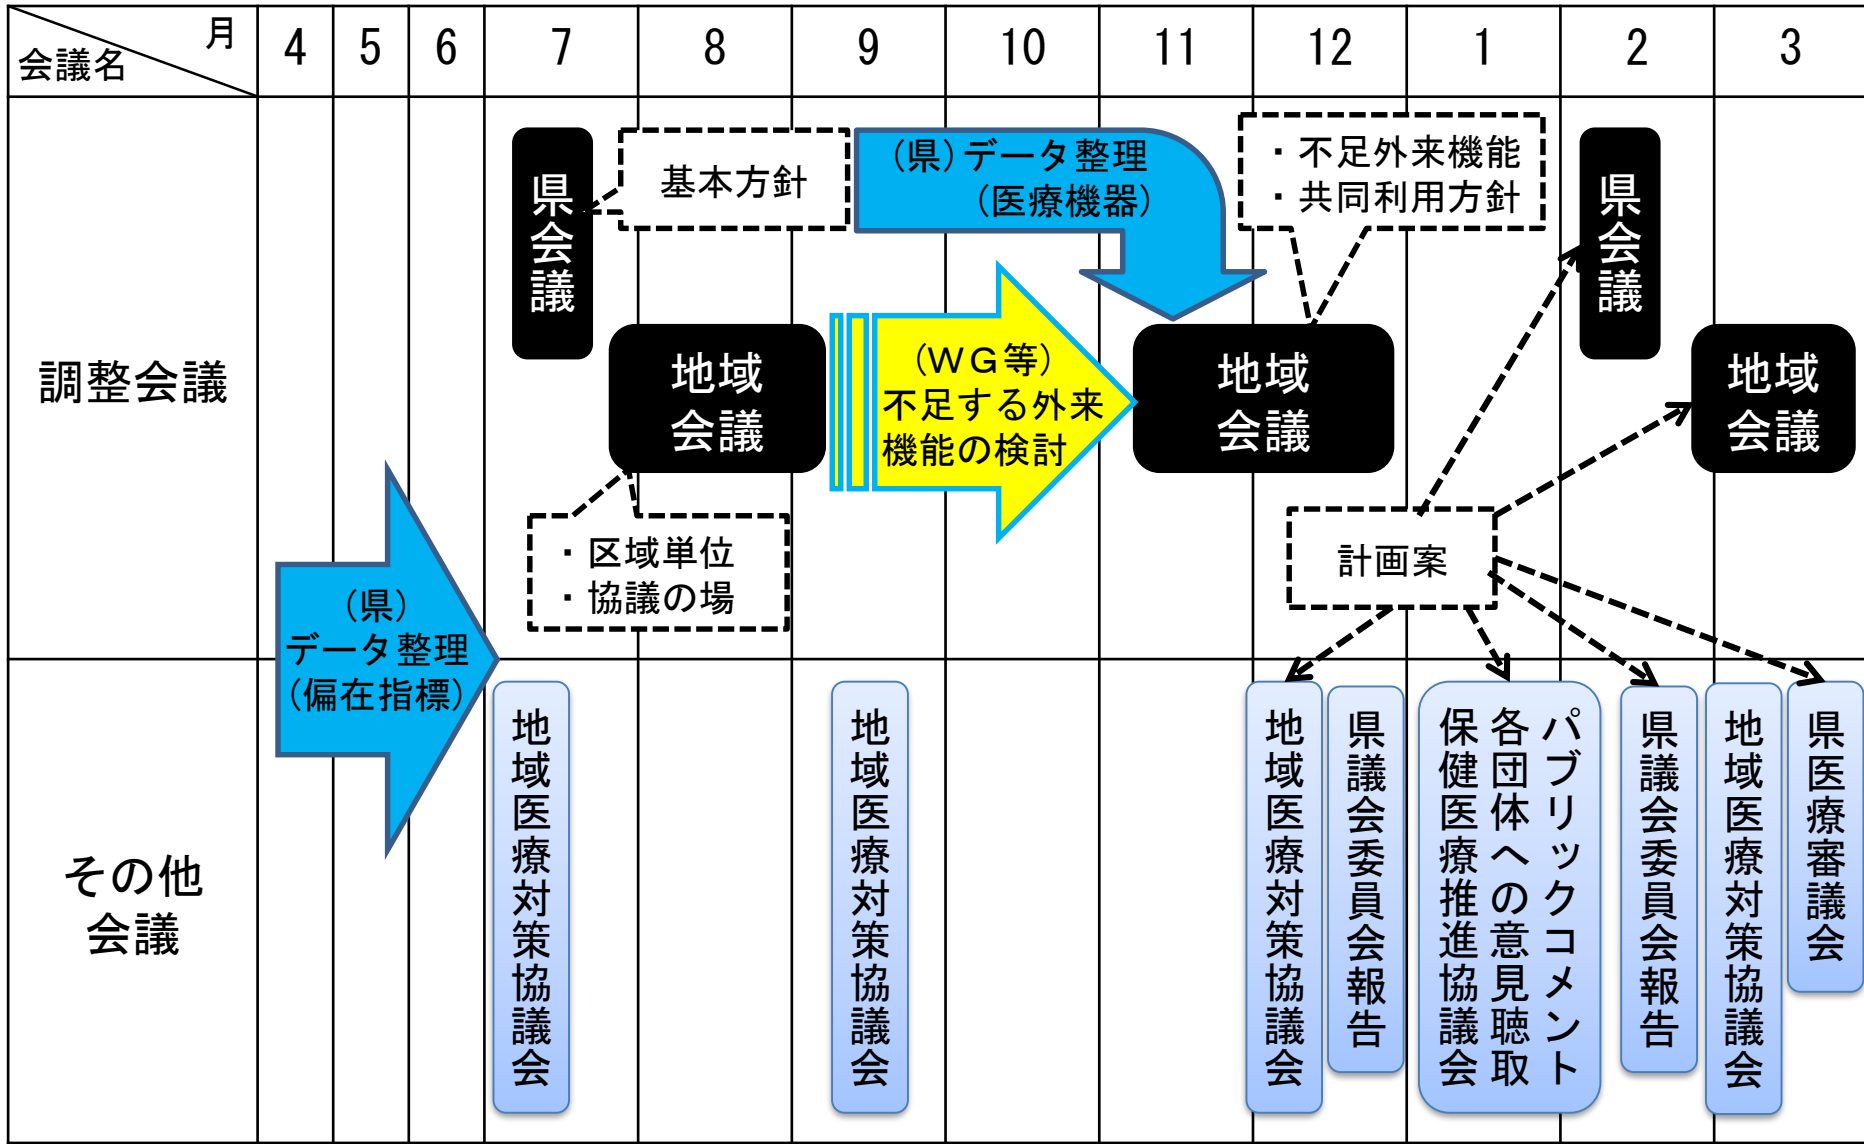 月
会議名
4
5
6
7
8
9
10
11
12
1
2
3
調整会議
県会議
基本方針
(県)データ整理
(医療機器)
・不足外来機能
・共同利用方針
県会議
地域
会議
(WG等)
不足する外来
機能の検討
地域
会議
地域
会議
・区域単位
・協議の場
計画案
(県)
データ整理
(偏在指標)
その他
会議
地域医療対策協議会
地域医療対策協議会
地域医療対策協議会
県議会委員会報告
パブリックコメント
各団体への意見聴取
保健医療推進協議会
県議会委員会報告
地域医療対策協議会
県医療審議会